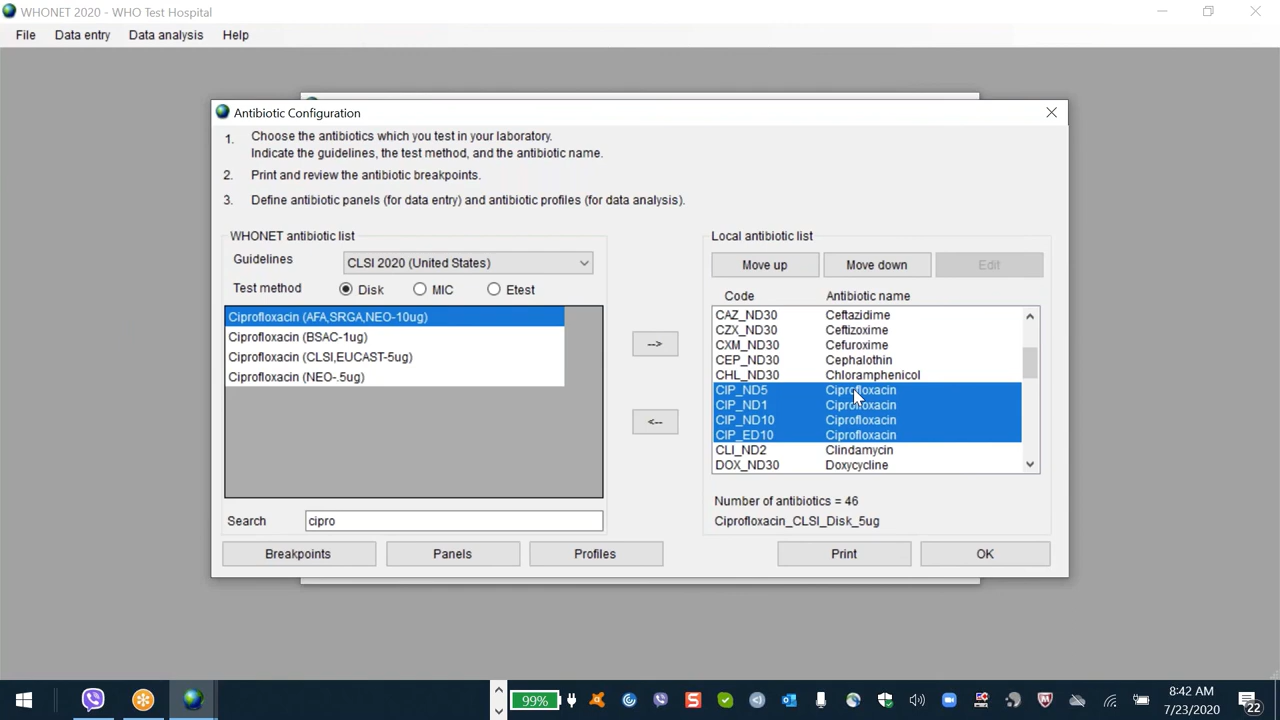 WHONET 2020 - WHO Test Hospital
File Data entry Data analysis Help
Antibiotic Configuration
1. Choose the antibiotics which you test in your laboratory.
Indicate the guidelines, the test method, and the antibiotic name.
2. Print and review the antibiotic breakpoints.
3. Define antibiotic panels (for data entry) and antibiotic profiles (for data analysis).
WHONET antibiotic list
Guidelines CLSI 2020 (United States)
Test method Disk MIC Etest
Ciprofloxacin (AFA,SRGA,NEO-10ug)
Ciprofloxacin (BSAC-1ug)
Ciprofloxacin (CLSI,EUCAST-5ug)
Ciprofloxacin (NEO-.5ug)
Search cipro
Breakpoints Panels Profiles
-->
<--
Local antibiotic list
Move up Move down Edit
Code Antibiotic name
CAZ_ND30 Ceftazidime
CZX_ND30 Ceftizoxime
CXM_ND30 Cefuroxime
CEP_ND30 Cephalothin
CHL_ND30 Chloramphenicol
CIP_ND5 Ciprofloxacin
CIP_ND1 Ciprofloxacin
CIP_ND10 Ciprofloxacin
CIP_ED10 Ciprofloxacin
CLI_ND2 Clindamycin
DOX_ND30 Doxycycline
Number of antibiotics = 46
Ciprofloxacin_CLSI_Disk_5ug
Print OK
99%
8:42 AM
7/23/2020
22